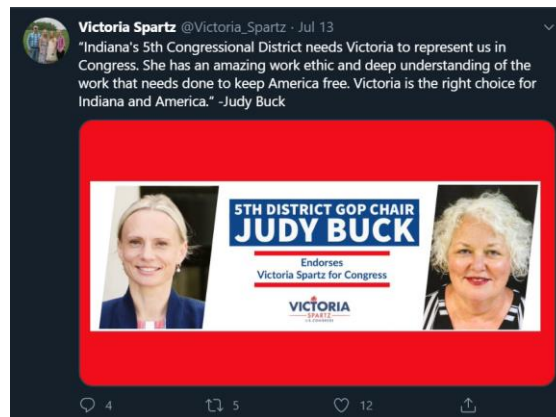 Victoria Spartz @Victoria_Spartz · Jul 13
"Indiana's 5th Congressional District needs Victoria to represent us in
Congress. She has an amazing work ethic and deep understanding of the
work that needs done to keep America free. Victoria is the right choice for
Indiana and America." -Judy Buck
5TH DISTRICT GOP CHAIR
JUDY BUCK
Endorses
Victoria Spartz for Congress
VICTORIA
SPARTZ
U.S. CONGRESS
4 5 12